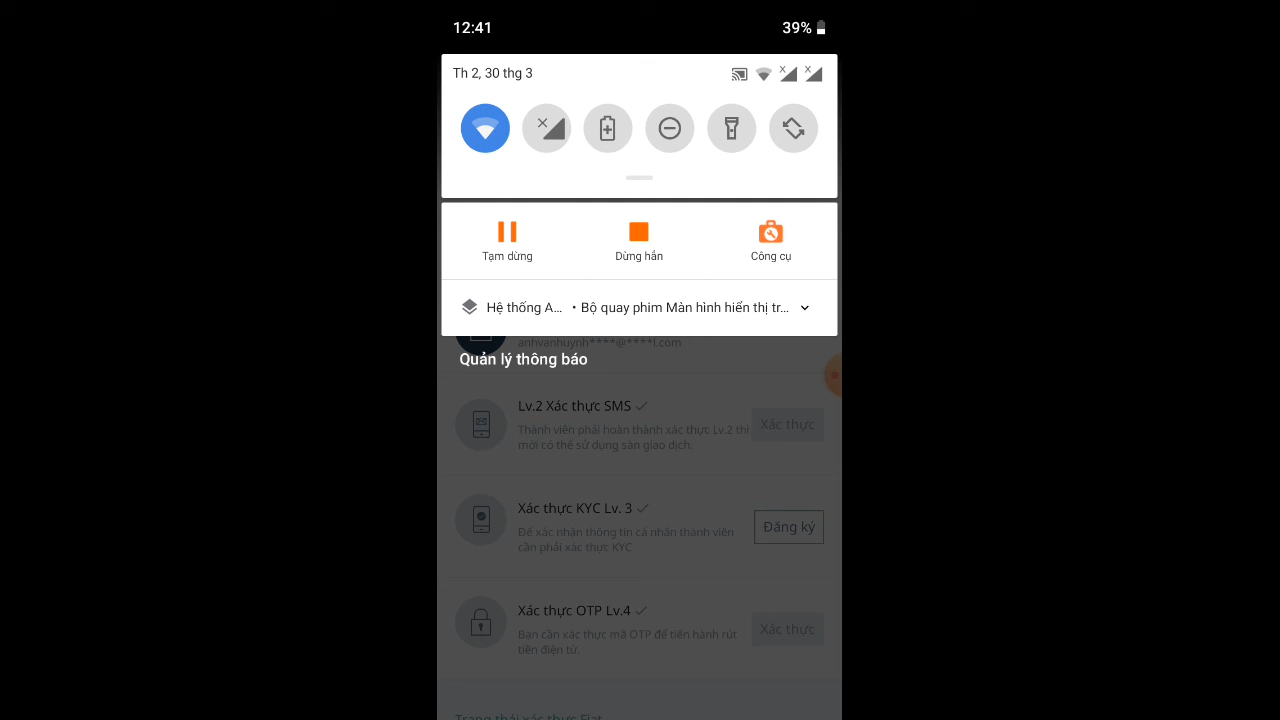 12:41
39%
Th 2, 30 thg 3
Tạm dừng
Dừng hẳn
Công cụ
Hệ thống A... • Bộ quay phim Màn hình hiển thị tr...
anhvanhuynh****@****l.com
Quản lý thông báo
Lv.2 Xác thực SMS
Thành viên phải hoàn thành xác thực Lv.2 thì
mới có thể sử dụng sàn giao dịch.
Xác thực
Xác thực KYC Lv. 3
Để xác nhận thông tin cá nhân thành viên
cần phải xác thực KYC
Đăng ký
Xác thực OTP Lv.4
Bạn cần xác thực mã OTP để tiến hành rút
tiền điện tử.
Xác thực
Trạng thái xác thực Fiat